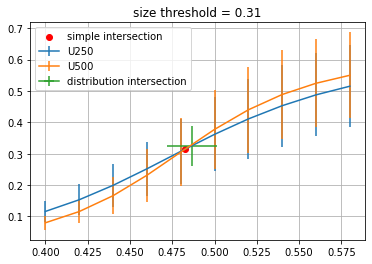 size threshold = 0.31
simple intersection
U250
U500
distribution intersection
0.7
0.6
0.5
0.4
0.3
0.2
0.1
0.400 0.425 0.450 0.475 0.500 0.525 0.550 0.575